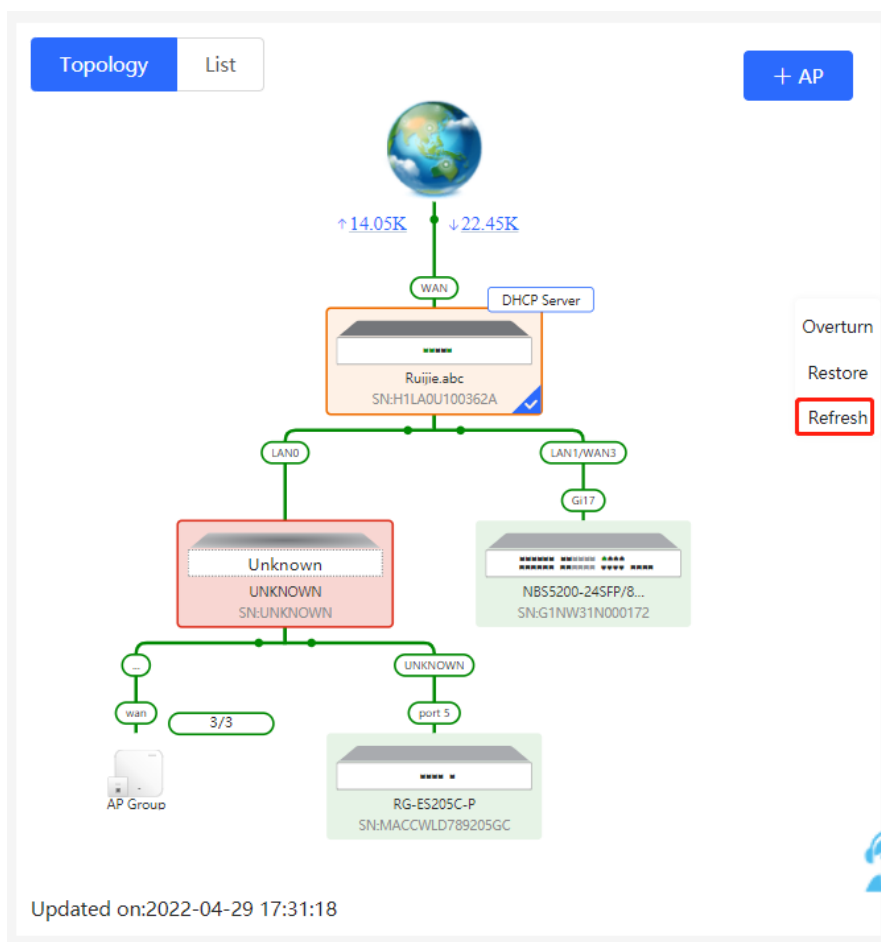 Topology
List
+ AP
↑14.05K
↓22.45K
WAN
DHCP Server
Overturn
Ruijie.abc
Restore
SN:H1LA0U100362A
Refresh
LAN0
LAN1/WAN3
Gi17
Unknown
UNKNOWN
NBS5200-24SFP/8...
SN:UNKNOWN
SN:G1NW31N000172
...
UNKNOWN
wan
3/3
port 5
AP Group
RG-ES205C-P
SN:MACCWLD789205GC
Updated on:2022-04-29 17:31:18